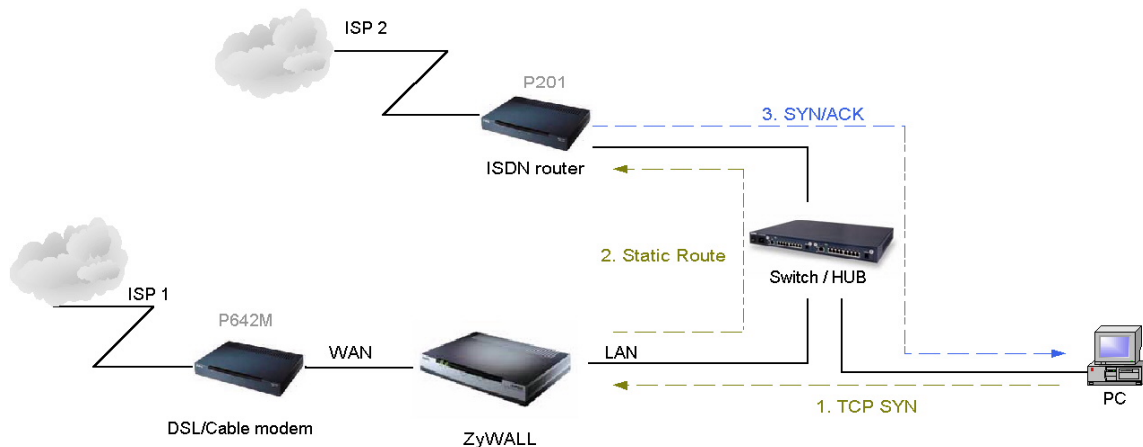 ISP 2
P201
3. SYN/ACK
ISDN router
2. Static Route
Switch / HUB
ISP 1
P642M
WAN
LAN
1. TCP SYN
PC
DSL/Cable modem
ZyWALL